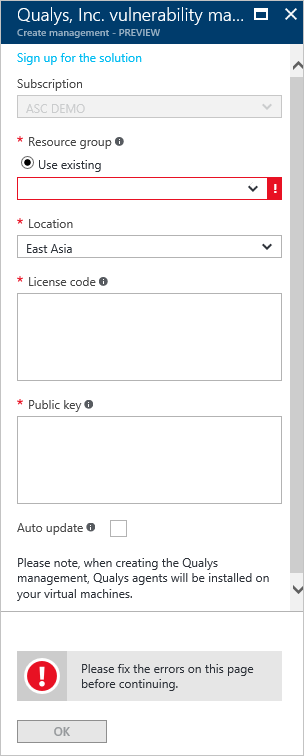 Qualys, Inc. vulnerability ma...
Create management - PREVIEW
Sign up for the solution
Subscription
ASC DEMO
* Resource group
Use existing
!
* Location
East Asia
* License code
* Public key
Auto update
Please note, when creating the Qualys
management, Qualys agents will be installed on
your virtual machines.
Please fix the errors on this page
before continuing.
OK